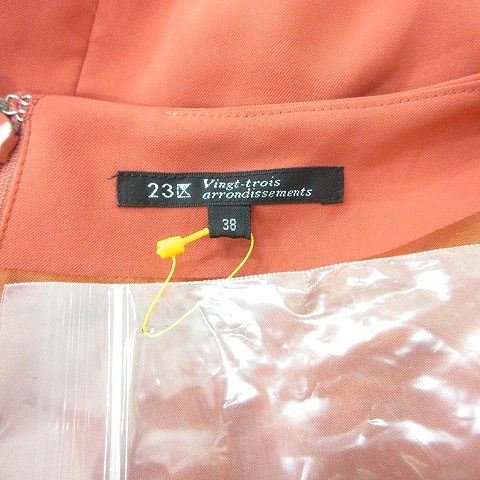 23区 Vingt-trois
arrondissements
38